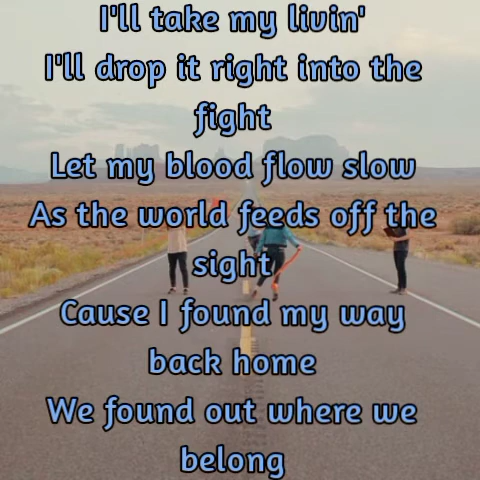 I'll take my livin'
I'll drop it right into the
fight
Let my blood flow slow
As the world feeds off the
sight
Cause I found my way
back home
We found out where we
belong